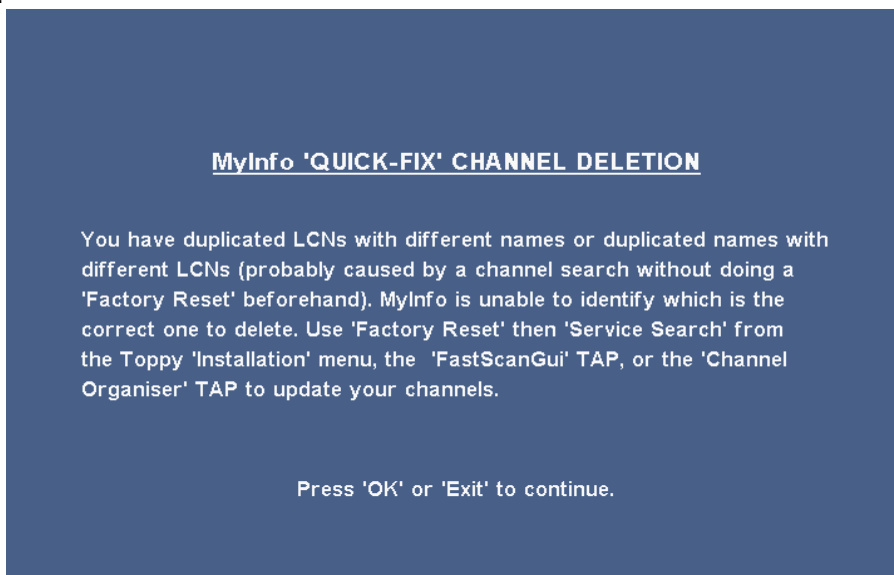 MyInfo 'QUICK-FIX' CHANNEL DELETION
You have duplicated LCNs with different names or duplicated names with
different LCNs (probably caused by a channel search without doing a
'Factory Reset' beforehand). MyInfo is unable to identify which is the
correct one to delete. Use 'Factory Reset' then 'Service Search' from
the Toppy 'Installation' menu, the  'FastScanGui' TAP, or the 'Channel
Organiser' TAP to update your channels.
Press 'OK' or 'Exit' to continue.